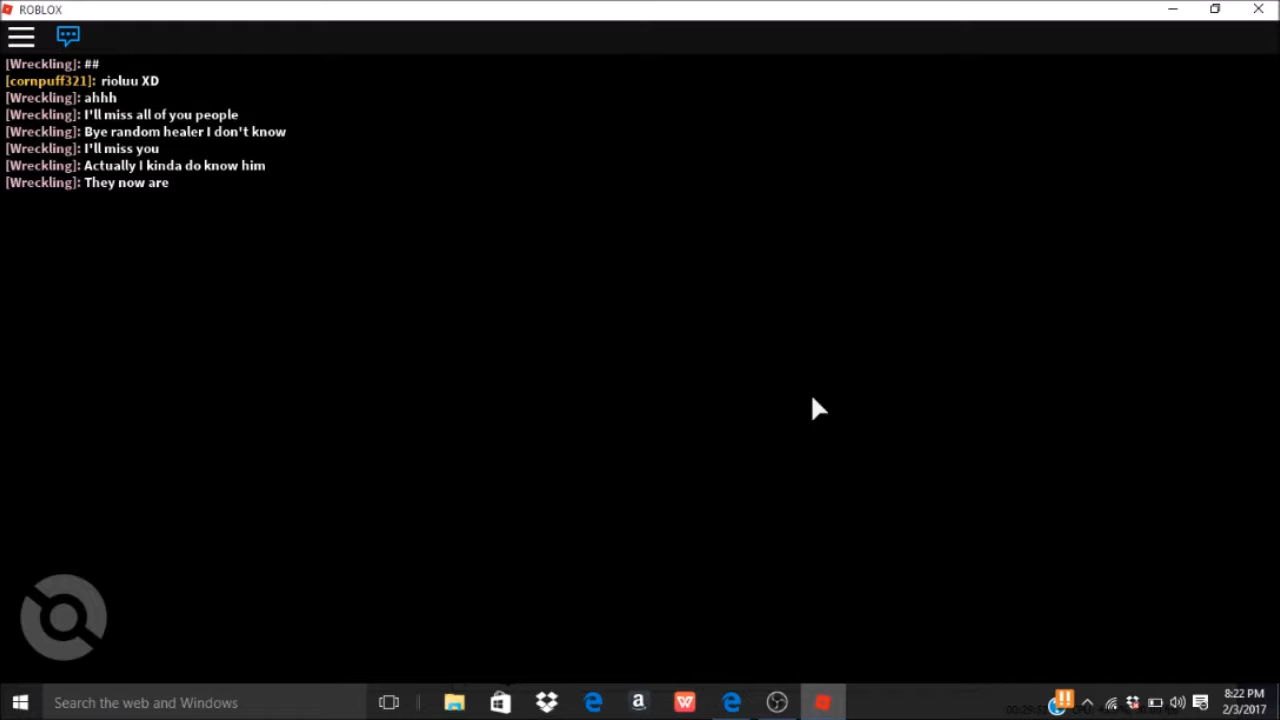 ROBLOX
[Wreckling]: ##
[cornpuff321]: rioluu XD
[Wreckling]: ahhh
[Wreckling]: I'll miss all of you people
[Wreckling]: Bye random healer I don't know
[Wreckling]: I'll miss you
[Wreckling]: Actually I kinda do know him
[Wreckling]: They now are
Search the web and Windows
8:22 PM
2/3/2017